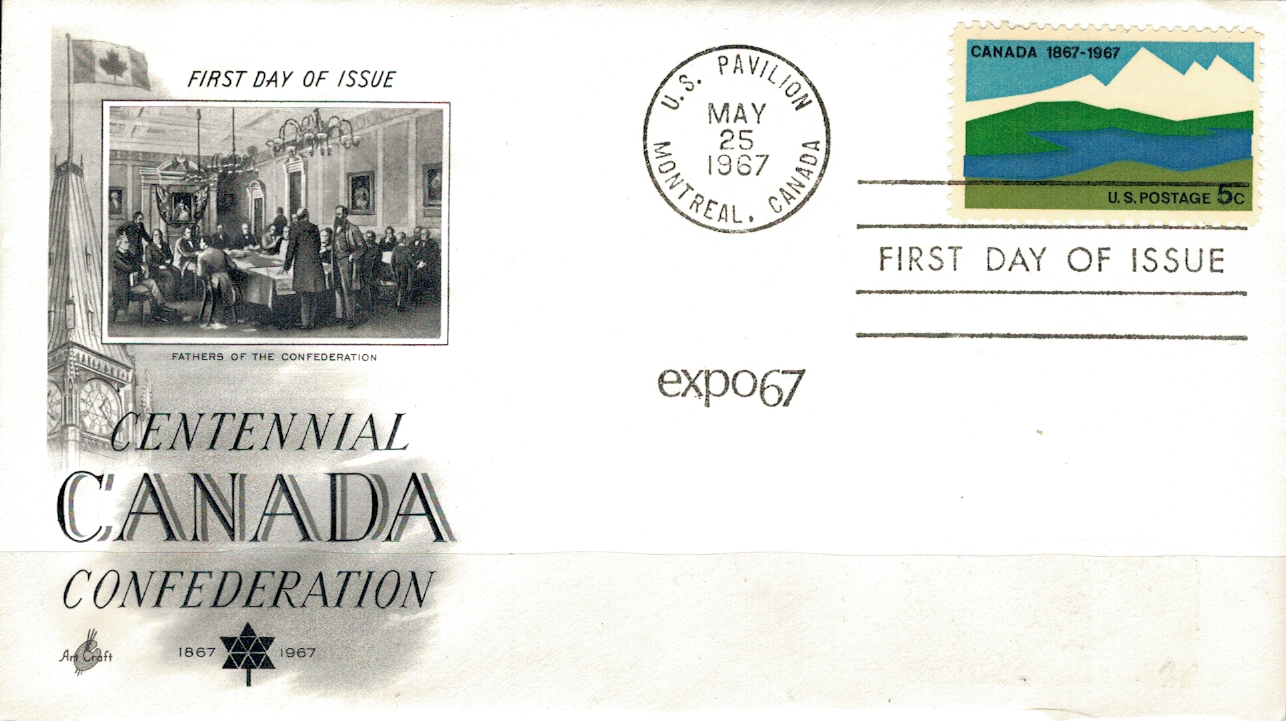 FIRST DAY OF ISSUE
FATHERS OF THE CONFEDERATION
CENTENNIAL
CANADA
CONFEDERATION
1867 1967
Art Craft
U.S. PAVILION
MAY
25
1967
MONTREAL, CANADA
expo67
CANADA 1867-1967
U.S. POSTAGE 5c
FIRST DAY OF ISSUE